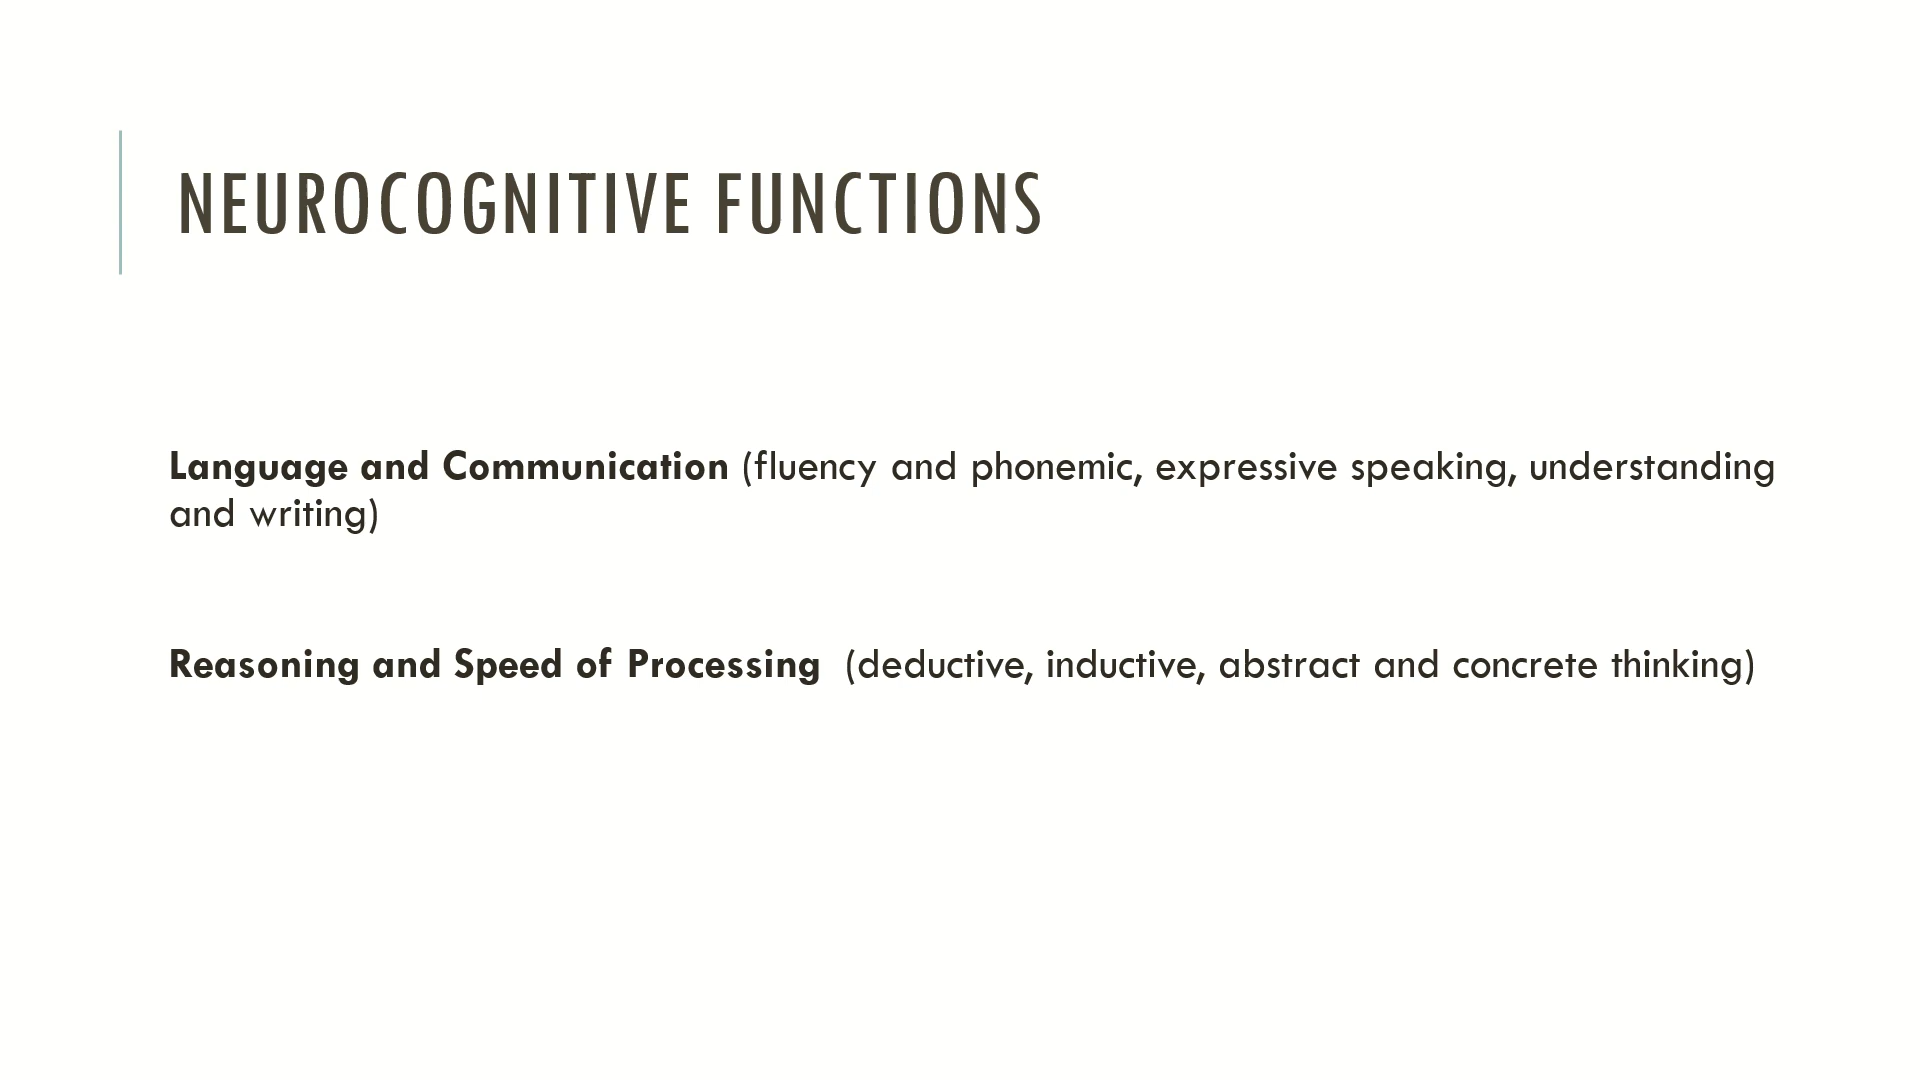 NEUROCOGNITIVE FUNCTIONS
Language and Communication (fluency and phonemic, expressive speaking, understanding
and writing)
Reasoning and Speed of Processing  (deductive, inductive, abstract and concrete thinking)